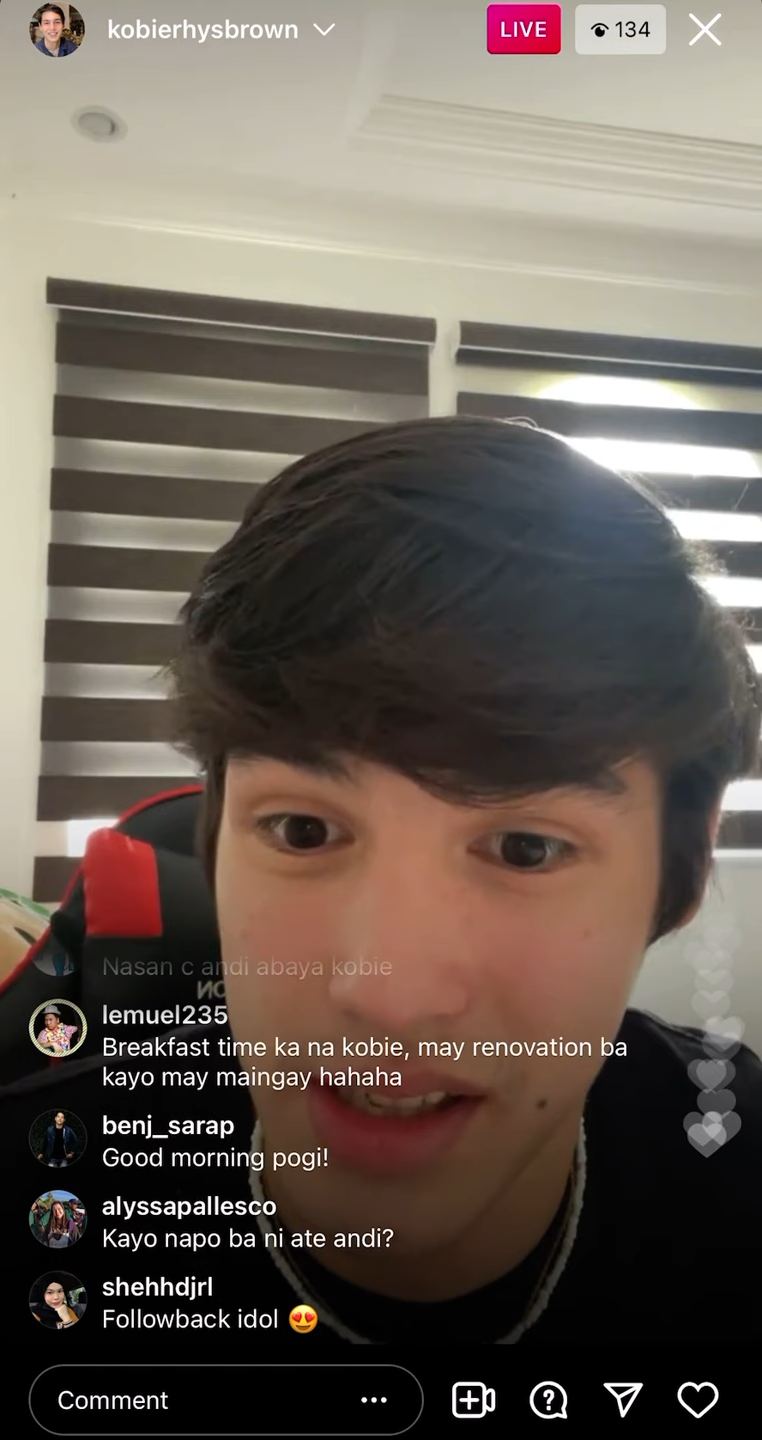 kobierhysbrown
LIVE
134
Nasan c andi abaya kobie
lemuel235
Breakfast time ka na kobie, may renovation ba
kayo may maingay hahaha
benj_sarap
Good morning pogi!
alyssapallesco
Kayo napo ba ni ate andi?
shehhdjrl
Followback idol 😍
Comment